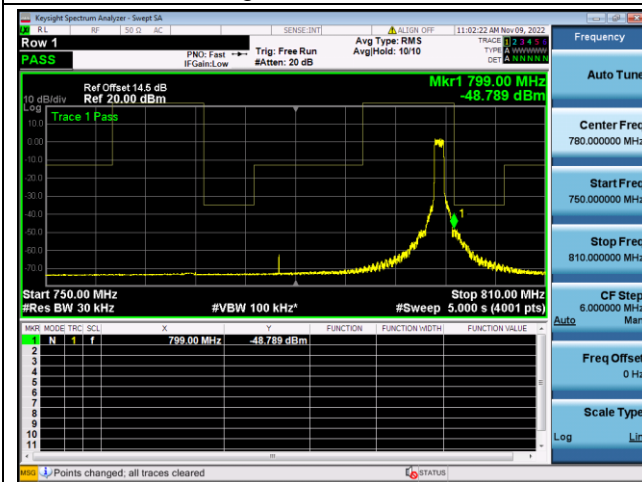 Keysight Spectrum Analyzer - Swept SA
RL RF 50 Ω AC SENSE:INT ALIGN OFF 11:02:22 AM Nov 09, 2022
Row 1
PASS
PNO: Fast
IFGain:Low
Trig: Free Run
#Atten: 20 dB
Avg Type: RMS
Avg|Hold: 10/10
TRACE 1 2 3 4 5 6
TYPE A WWWWW
DET A N N N N N
Frequency
Ref Offset 14.5 dB
10 dB/div Ref 20.00 dBm
Log
Mkr1 799.00 MHz
-48.789 dBm
Trace 1 Pass
10.0
0.00
-10.0
-20.0
-30.0
-40.0
-50.0
-60.0
-70.0
1
Start 750.00 MHz Stop 810.00 MHz
#Res BW 30 kHz #VBW 100 kHz* #Sweep 5.000 s (4001 pts)
MKR MODE TRC SCL X Y FUNCTION FUNCTION WIDTH FUNCTION VALUE
1 N 1 f 799.00 MHz -48.789 dBm
2
3
4
5
6
7
8
9
10
11
Auto Tune
Center Freq
780.000000 MHz
Start Freq
750.000000 MHz
Stop Freq
810.000000 MHz
CF Step
6.000000 MHz
Auto Man
Freq Offset
0 Hz
Scale Type
Log Lin
MSG Points changed; all traces cleared STATUS